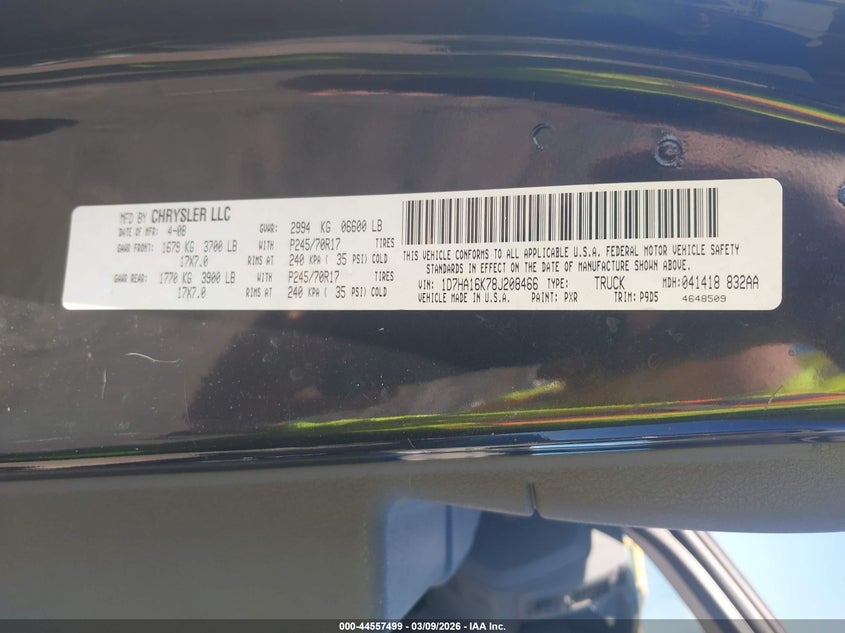 MFD BY CHRYSLER LLC
DATE OF MFR: 4-08 GVWR: 2994 KG 06600 LB
GAWR FRONT: 1679 KG 3700 LB WITH P245/70R17 TIRES
17X7.0 RIMS AT 240 KPA ( 35 PSI) COLD
GAWR REAR: 1770 KG 3900 LB WITH P245/70R17 TIRES
17X7.0 RIMS AT 240 KPA ( 35 PSI) COLD
THIS VEHICLE CONFORMS TO ALL APPLICABLE U.S.A. FEDERAL MOTOR VEHICLE SAFETY
STANDARDS IN EFFECT ON THE DATE OF MANUFACTURE SHOWN ABOVE.
VIN: 1D7HA16K78J208466 TYPE: TRUCK MDH: 041418 832AA
VEHICLE MADE IN U.S.A. PAINT: PXR TRIM: P9D5 4648509
000-44557499 - 03/09/2026 - IAA Inc.